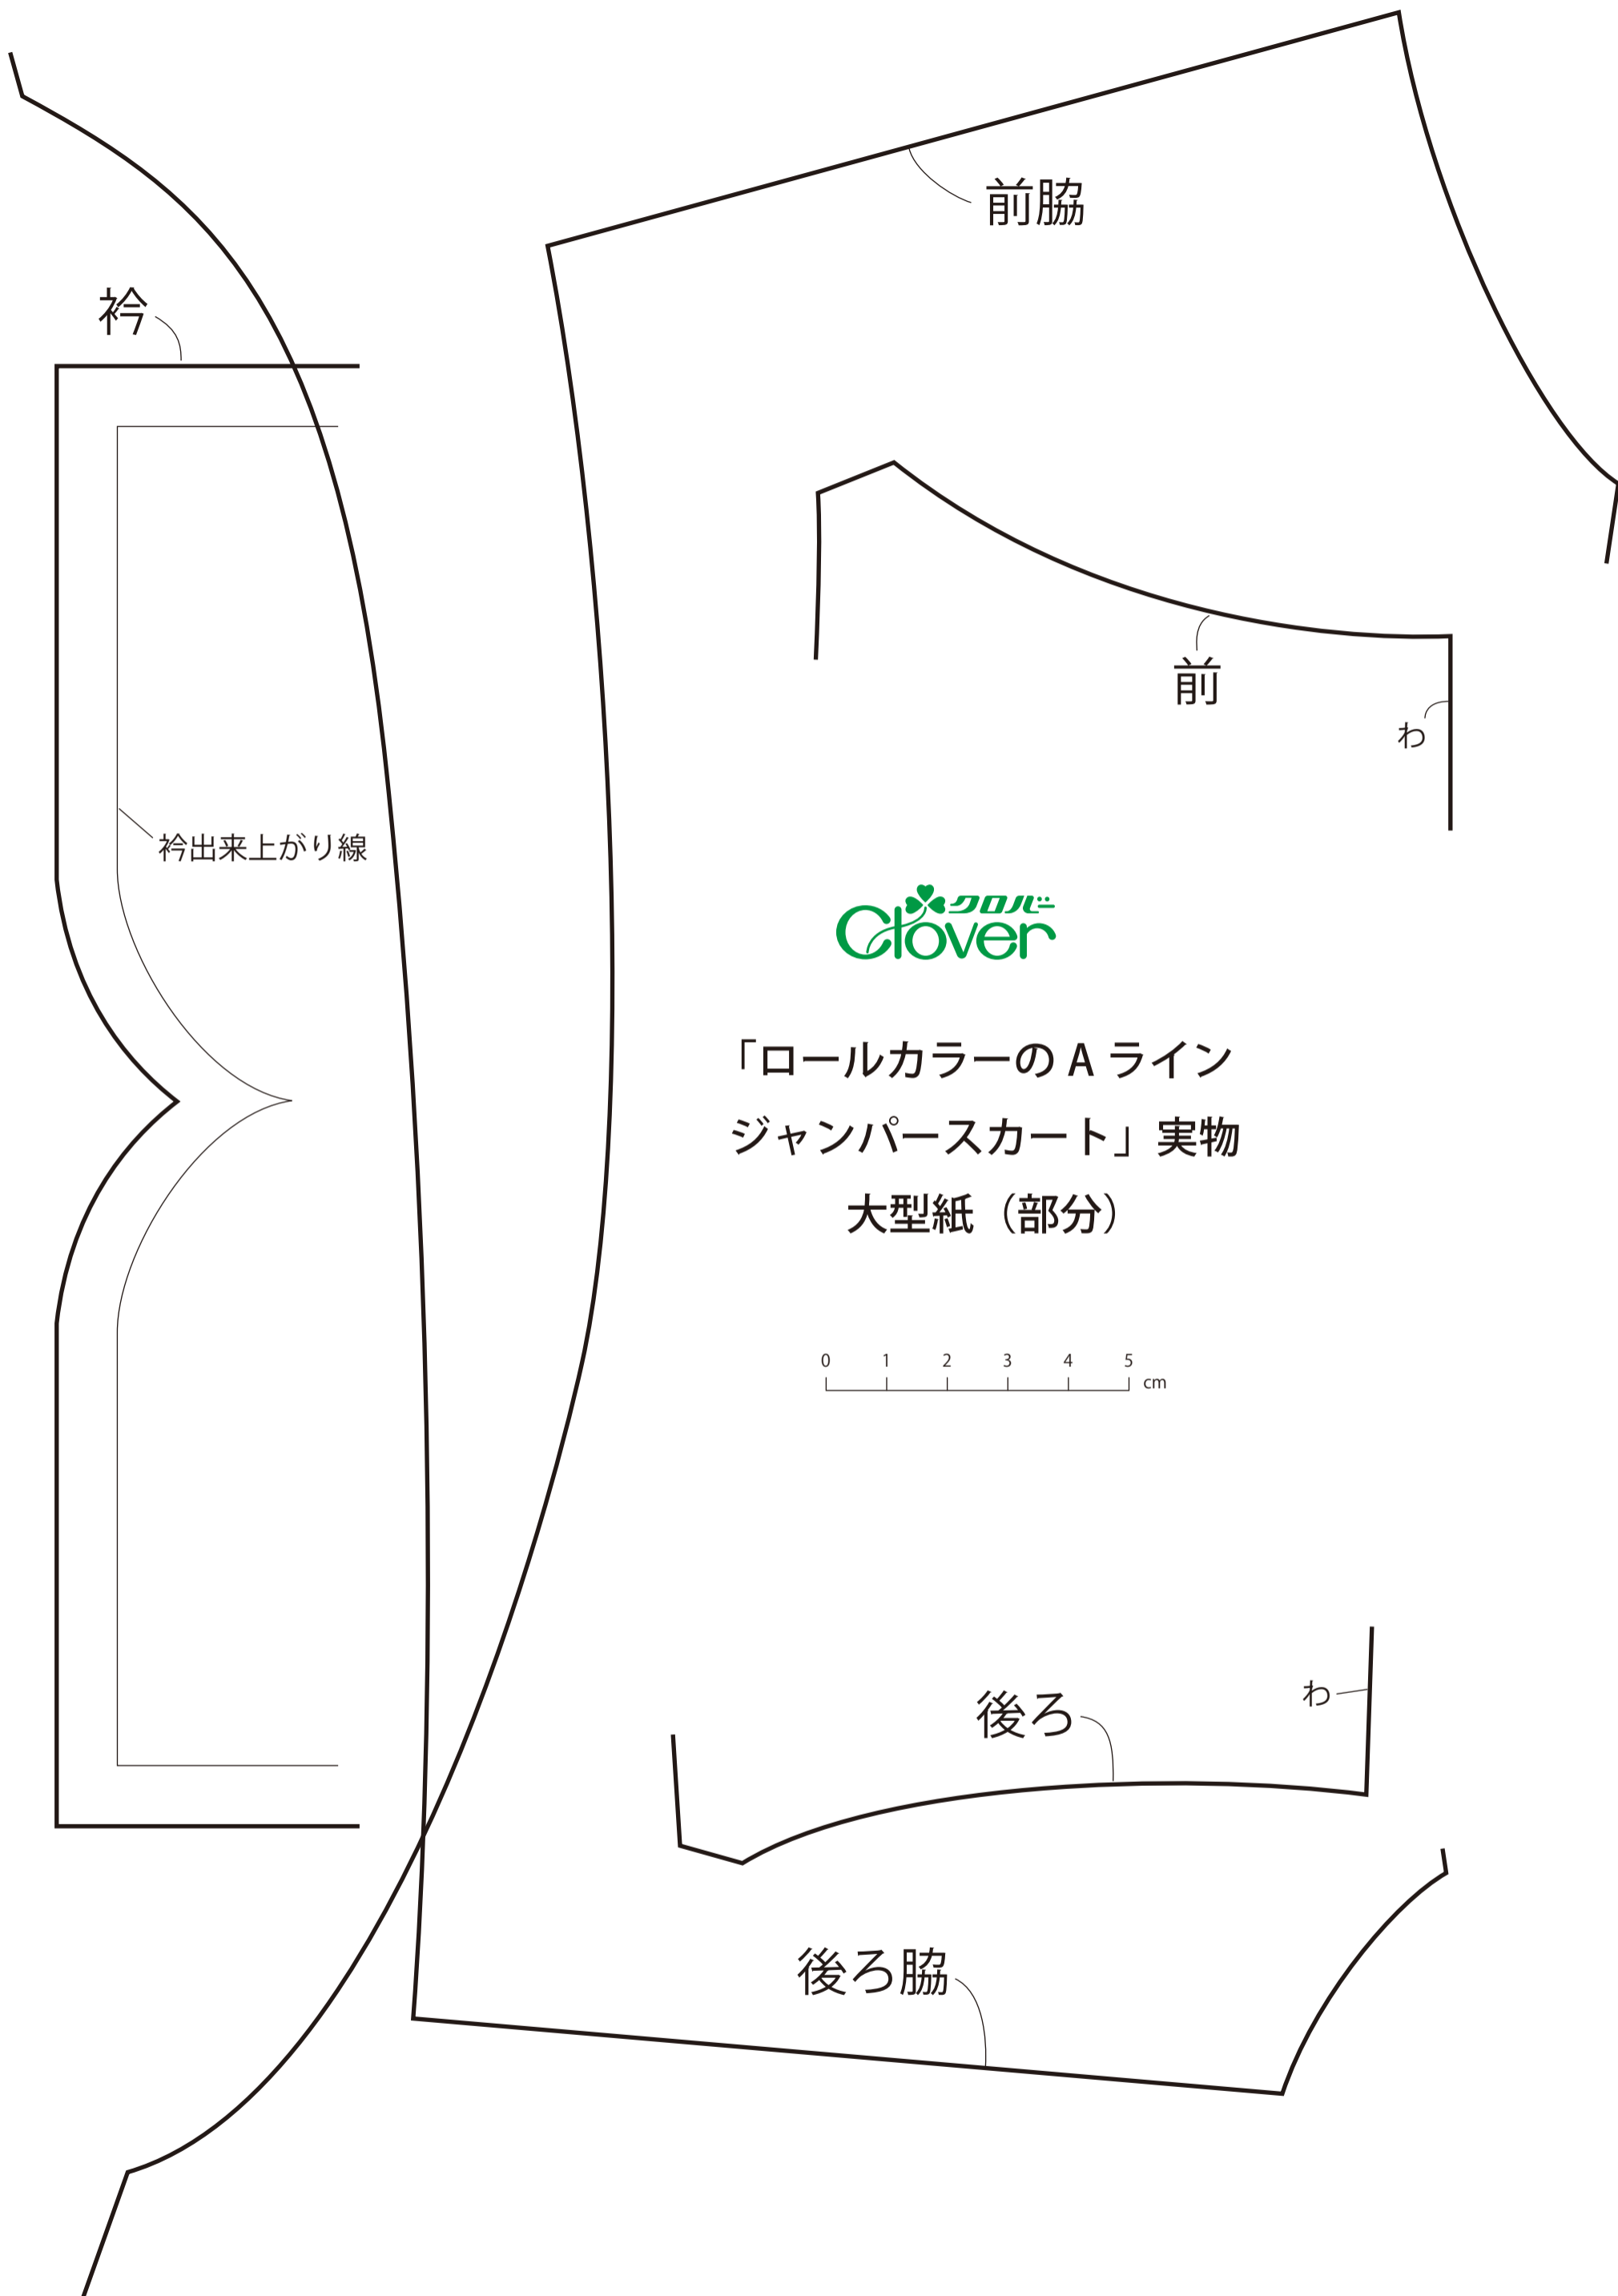 前脇
衿
前
わ
衿出来上がり線
クロバー
Clover
「ロールカラーの A ライン
ジャンパースカート」実物
大型紙（部分）
0 1 2 3 4 5
cm
わ
後ろ
後ろ脇